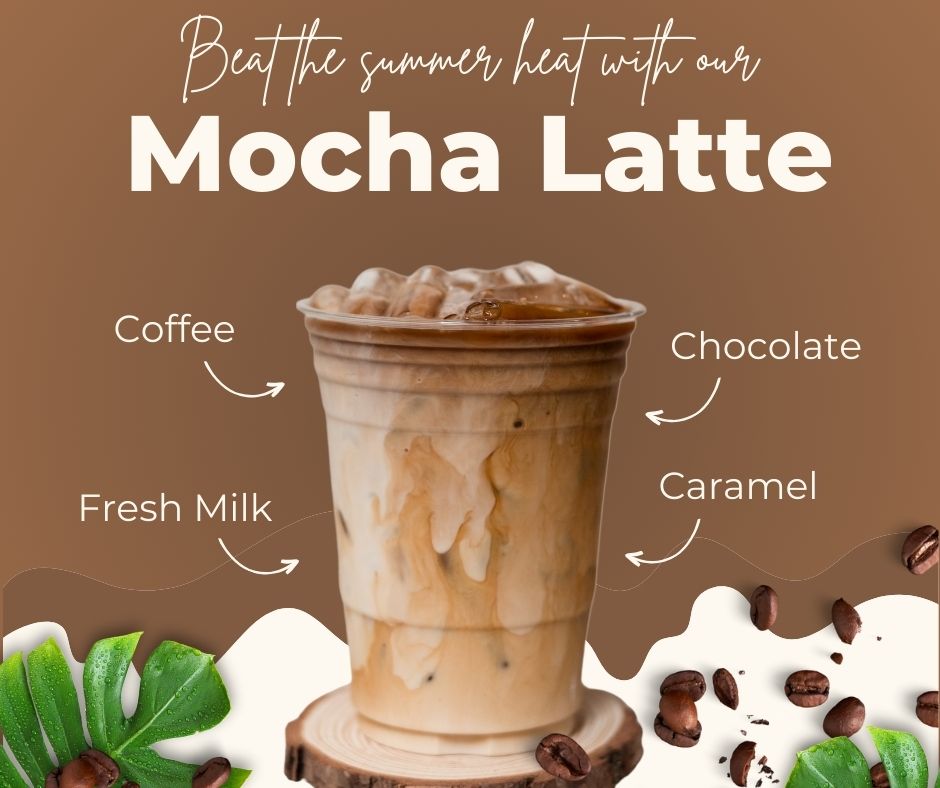 Beat the summer heat with our
Mocha Latte
Coffee
Chocolate
Fresh Milk
Caramel